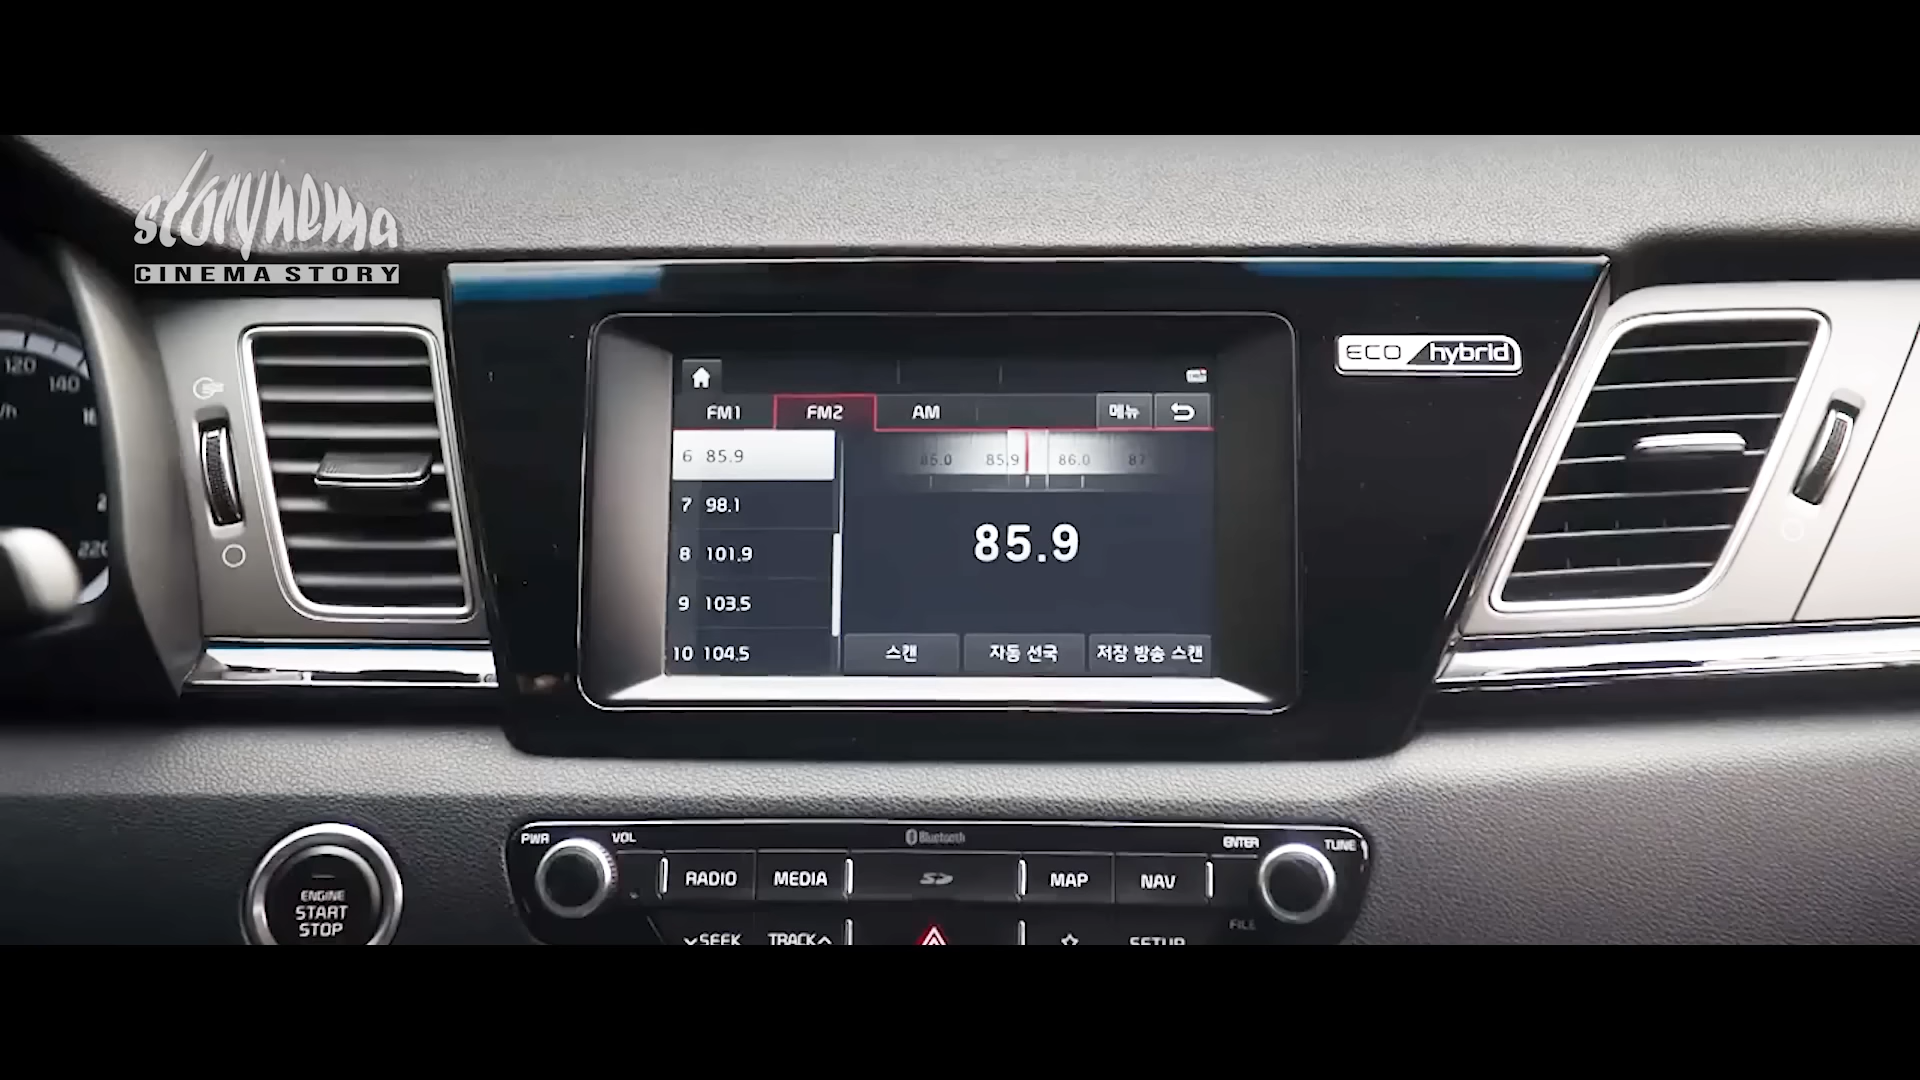 storynema
CINEMA STORY
120
140
ECO hybrid
FM1 FM2 AM 메뉴
6 85.9
7 98.1
8 101.9
9 103.5
10 104.5
85.0 85.9 86.0 87
85.9
스캔 자동 선국 저장 방송 스캔
220
PWR VOL Bluetooth ENTER TUNE
RADIO MEDIA SD MAP NAV
ENGINE
START
STOP
FILE
SEEK TRACK SETUP